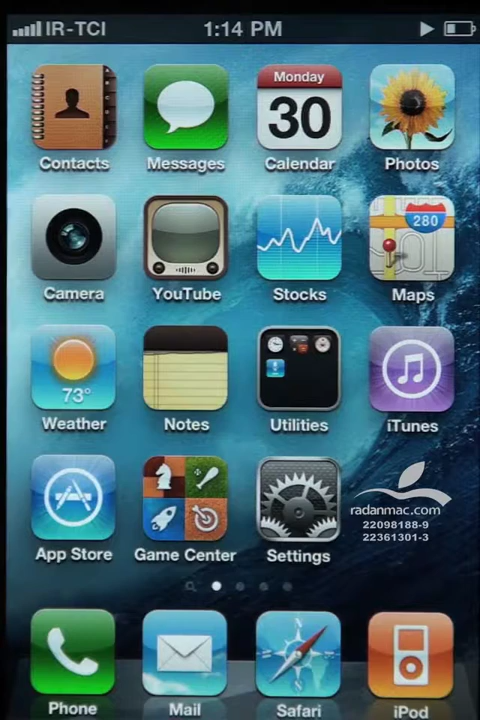 IR-TCI 1:14 PM
Monday
30
Contacts Messages Calendar Photos
280
Camera YouTube Stocks Maps
73°
Weather Notes Utilities iTunes
radanmac.com
22098188-9
22361301-3
App Store Game Center Settings
Phone Mail Safari iPod